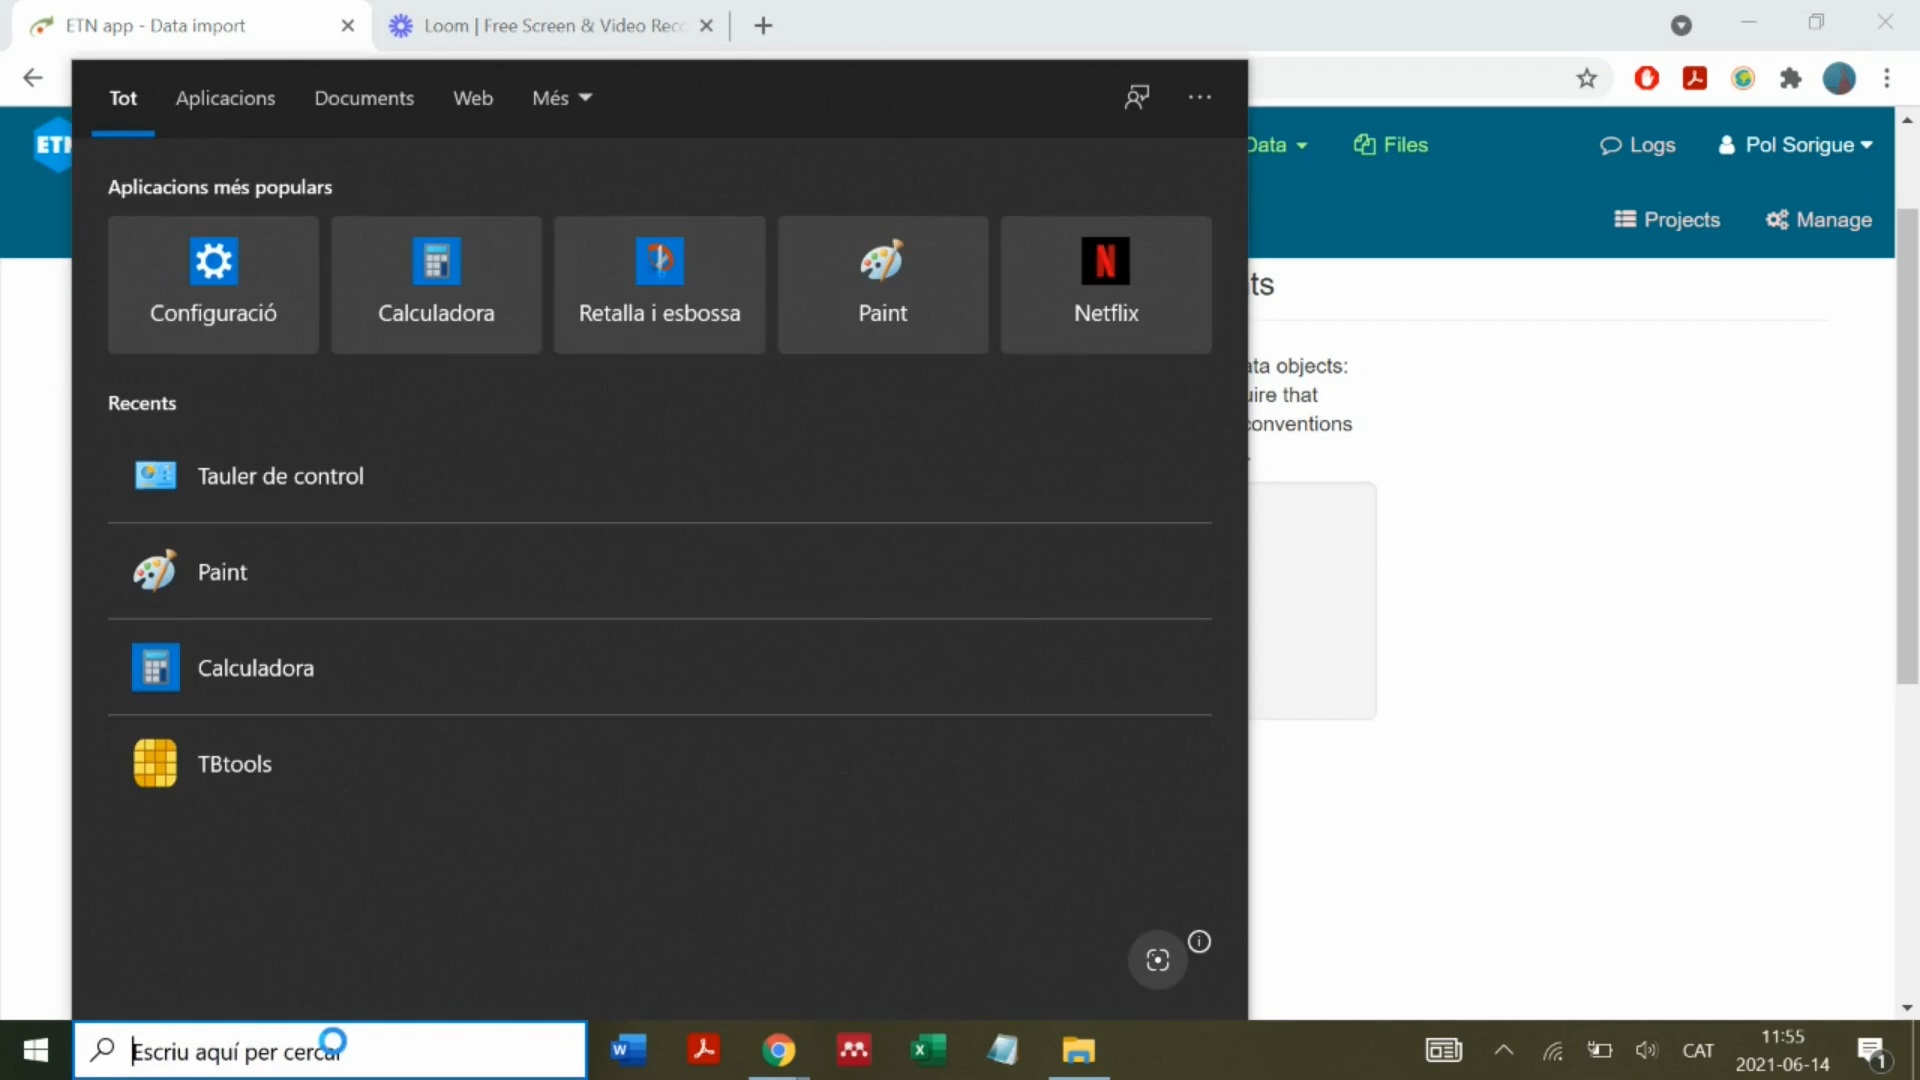 ETN app - Data import
Loom | Free Screen & Video Rec
Tot Aplicacions Documents Web Més
ETN
Data Files Logs Pol Sorigue
Projects Manage
Aplicacions més populars
Configuració Calculadora Retalla i esbossa Paint Netflix
ts
ata objects:
uire that
conventions
Recents
Tauler de control
Paint
Calculadora
TBtools
Escriu aquí per cercar
CAT
11:55
2021-06-14
1